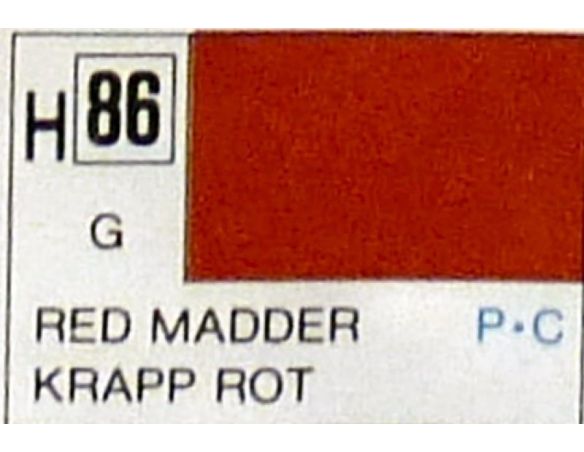 H 86
G
RED MADDER P·C
KRAPP ROT